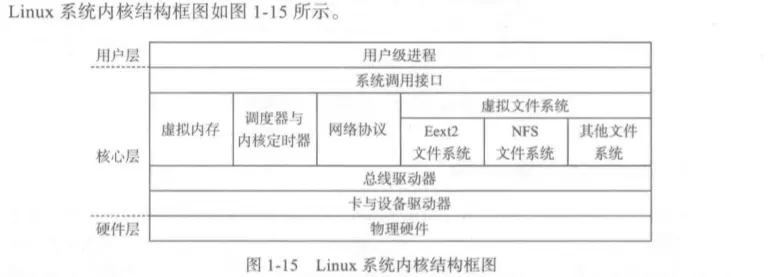 Linux 系统内核结构框图如图 1-15 所示。
用户层
用户级进程
系统调用接口
核心层
虚拟内存
调度器与
内核定时器
网络协议
虚拟文件系统
Eext2
文件系统
NFS
文件系统
其他文件
系统
总线驱动器
卡与设备驱动器
硬件层
物理硬件
图 1-15 Linux 系统内核结构框图